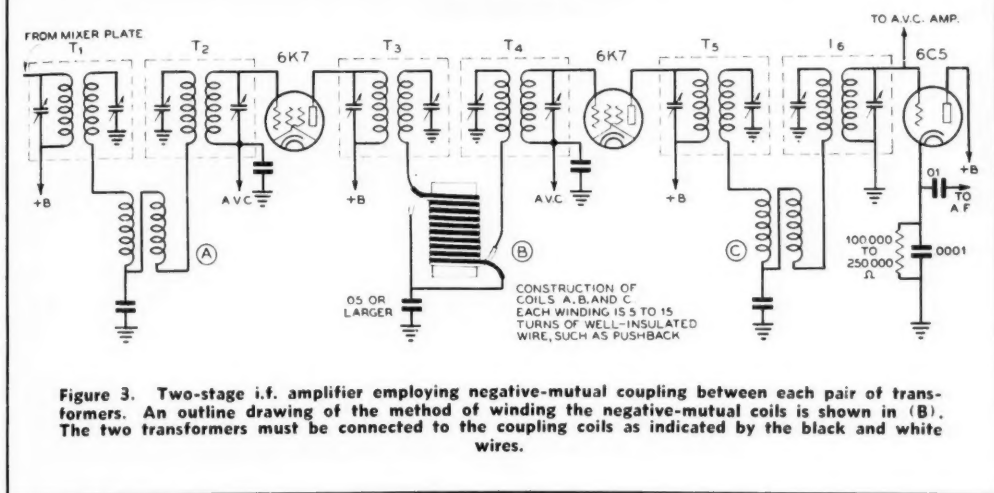 TO A.V.C. AMP.
FROM MIXER PLATE
T1
T2
6K7
T3
T4
6K7
T5
I6
6C5
+B
A
A.V.C
B
A.V.C
+B
C
+B
01
TO
A.F
100000
TO
250000
Ω
0001
05 OR
LARGER
CONSTRUCTION OF
COILS A, B, AND C.
EACH WINDING IS 5 TO 15
TURNS OF WELL-INSULATED
WIRE, SUCH AS PUSHBACK
Figure 3. Two-stage i.f. amplifier employing negative-mutual coupling between each pair of trans-
formers. An outline drawing of the method of winding the negative-mutual coils is shown in (B).
The two transformers must be connected to the coupling coils as indicated by the black and white
wires.